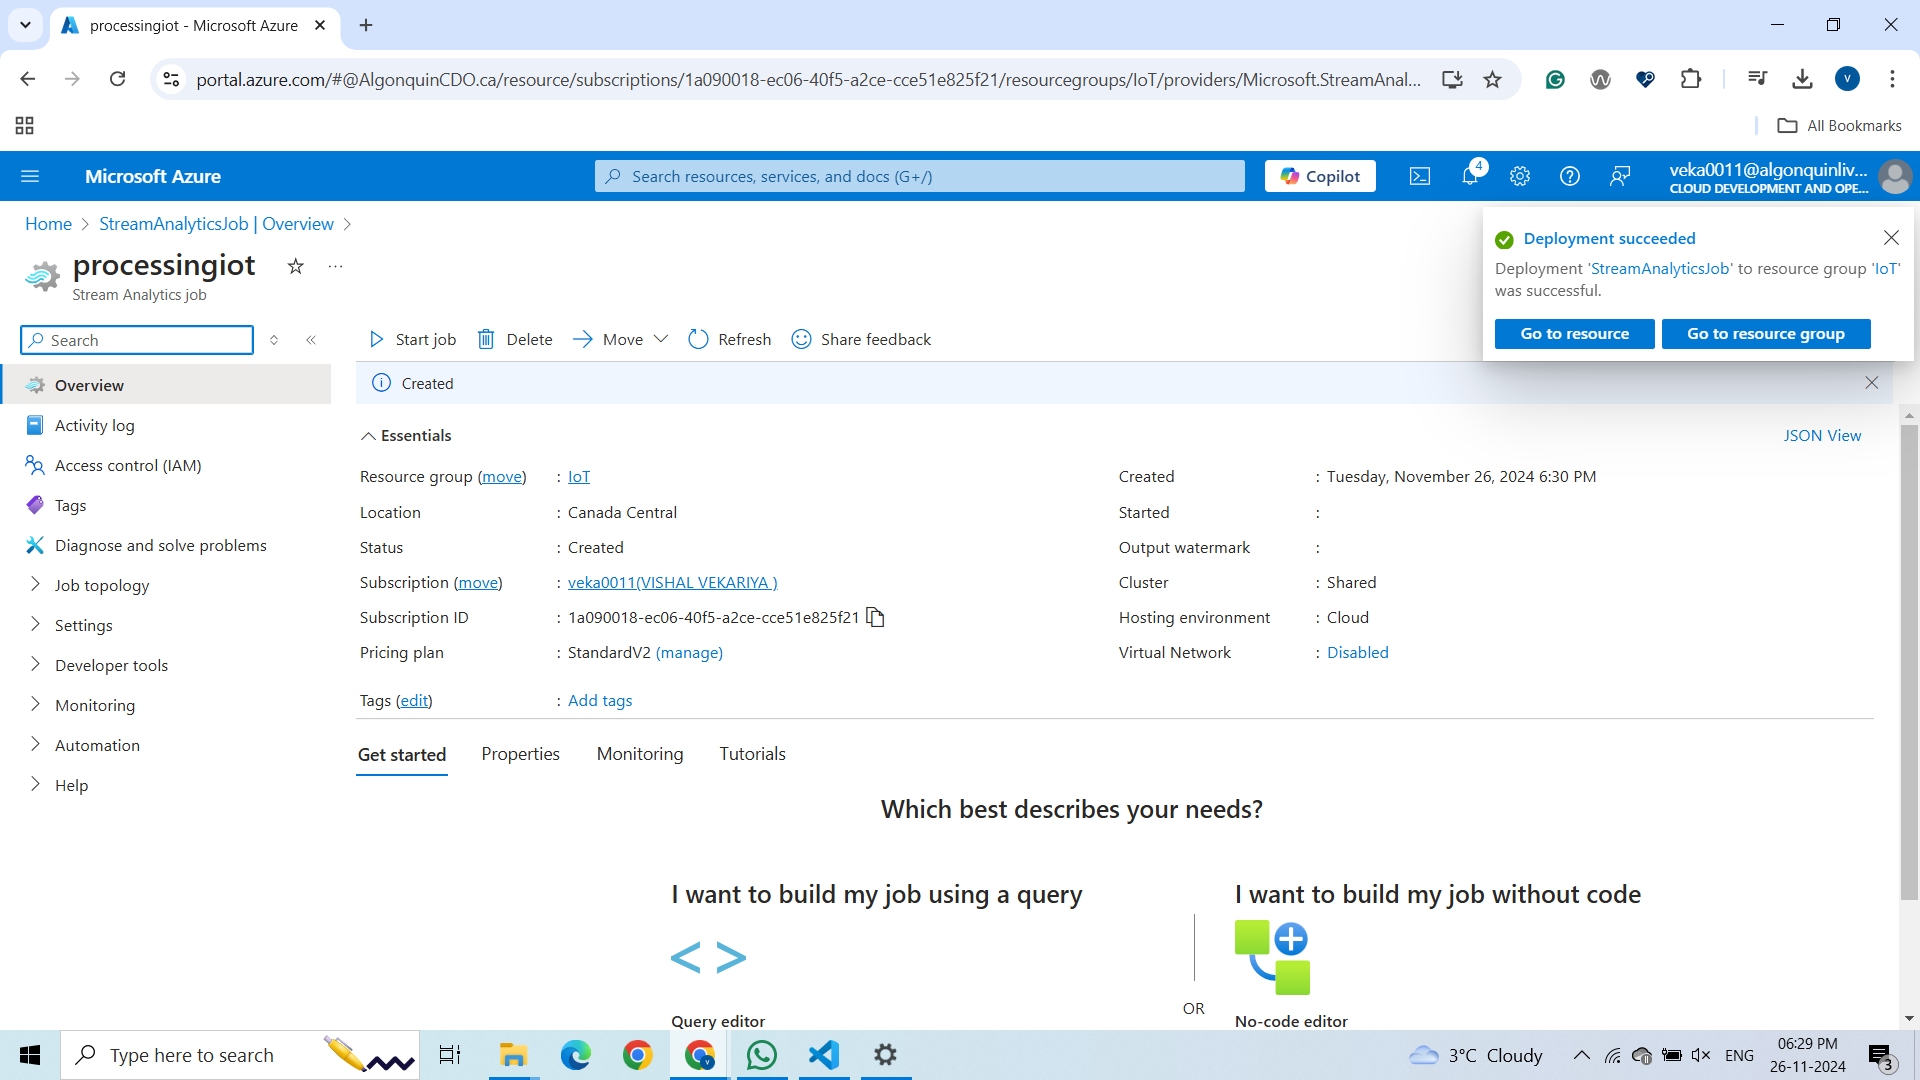 processingiot - Microsoft Azure
portal.azure.com/#@AlgonquinCDO.ca/resource/subscriptions/1a090018-ec06-40f5-a2ce-cce51e825f21/resourcegroups/IoT/providers/Microsoft.StreamAnal...
V
All Bookmarks
Microsoft Azure
Search resources, services, and docs (G+/)
Copilot
4
veka0011@algonquinliv...
CLOUD DEVELOPMENT AND OPE...
Home
StreamAnalyticsJob | Overview
processingiot
...
Stream Analytics job
Deployment succeeded
Deployment 'StreamAnalyticsJob' to resource group 'IoT'
was successful.
Go to resource
Go to resource group
Search
Start job
Delete
Move
Refresh
Share feedback
Created
Overview
Activity log
Access control (IAM)
Tags
Diagnose and solve problems
Job topology
Settings
Developer tools
Monitoring
Automation
Help
Essentials
JSON View
Resource group (move) : IoT
Location : Canada Central
Status : Created
Subscription (move) : veka0011(VISHAL VEKARIYA )
Subscription ID : 1a090018-ec06-40f5-a2ce-cce51e825f21
Pricing plan : StandardV2 (manage)
Tags (edit) : Add tags
Created : Tuesday, November 26, 2024 6:30 PM
Started :
Output watermark :
Cluster : Shared
Hosting environment : Cloud
Virtual Network : Disabled
Get started
Properties
Monitoring
Tutorials
Which best describes your needs?
I want to build my job using a query
Query editor
OR
I want to build my job without code
No-code editor
Type here to search
V
3°C Cloudy
ENG
06:29 PM
26-11-2024
3